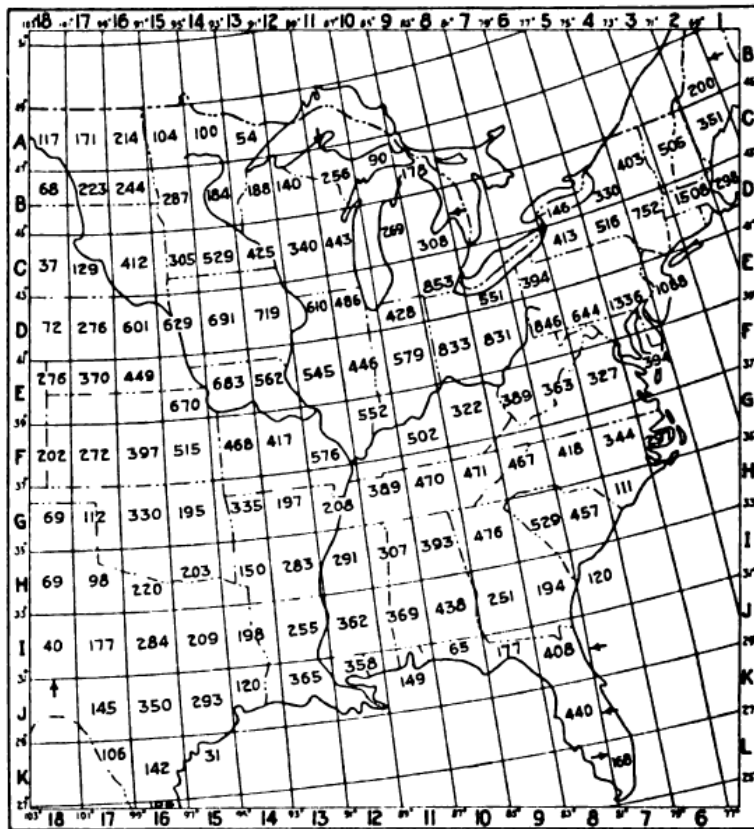 18 17 16 15 14 13 12 11 10 9 8 7 6 5 4 3 2 1
B
200
A 117 171 214 104 100 54 403 506 351 C
90 178
B 68 223 244 287 184 188 140 256 146 330 752 1508 298 D
269 308 413 516
C 37 129 412 305 529 425 340 443 853 551 394 1088 E
D 72 276 601 629 691 719 610 486 428 833 831 846 644 1336 F
446 579 394
E 276 370 449 683 562 545 389 363 327 G
670 552 322
F 202 272 397 515 468 417 576 502 467 418 344 297 H
389 470 471
G 69 112 330 195 335 197 208 111
529 457 I
H 69 98 220 203 150 283 291 307 393 476
194 120
I 40 177 284 209 198 255 362 369 438 251 J
358 65 177 408
J 145 350 293 120 365 149 K
440
K 106 142 31 168 L
18 17 16 15 14 13 12 11 10 9 8 7 6